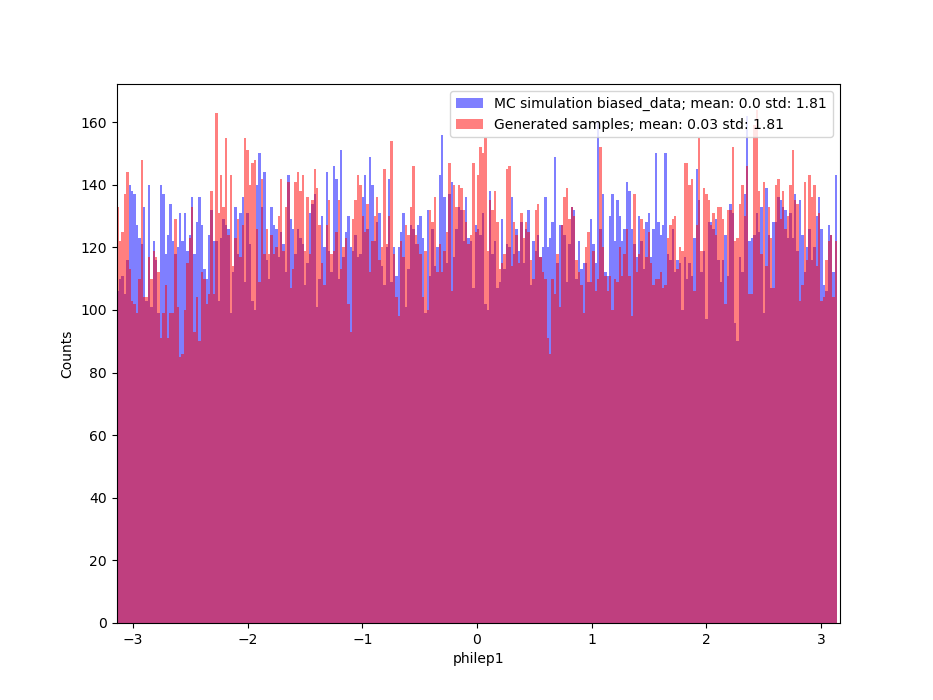 MC simulation biased_data; mean: 0.0 std: 1.81
Generated samples; mean: 0.03 std: 1.81
160
140
120
100
80
60
40
20
0
Counts
−3 −2 −1 0 1 2 3
philep1